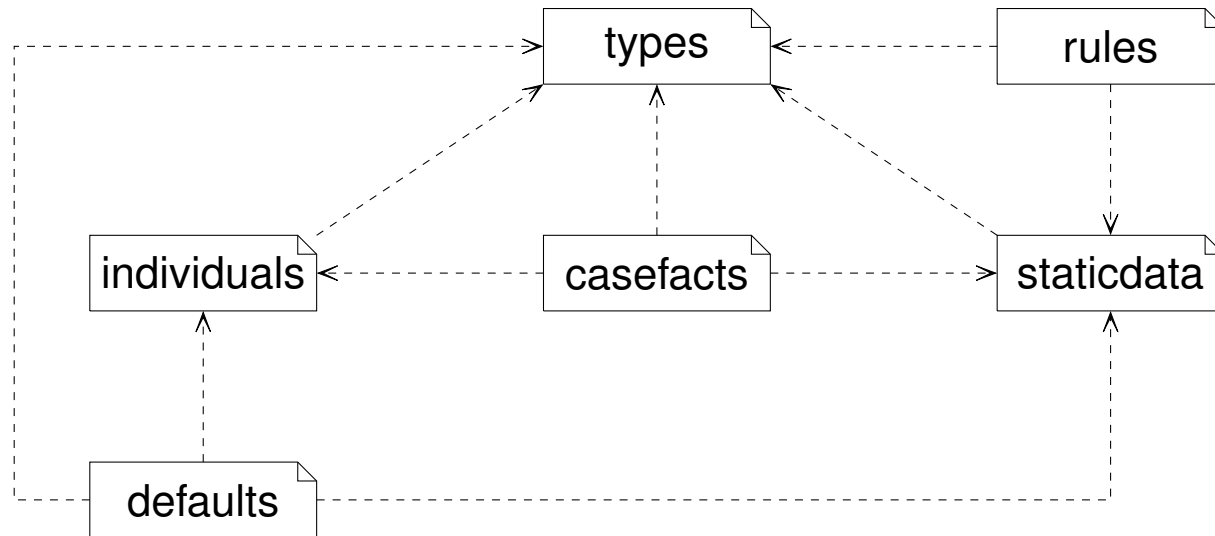 types
rules
individuals
casefacts
staticdata
defaults